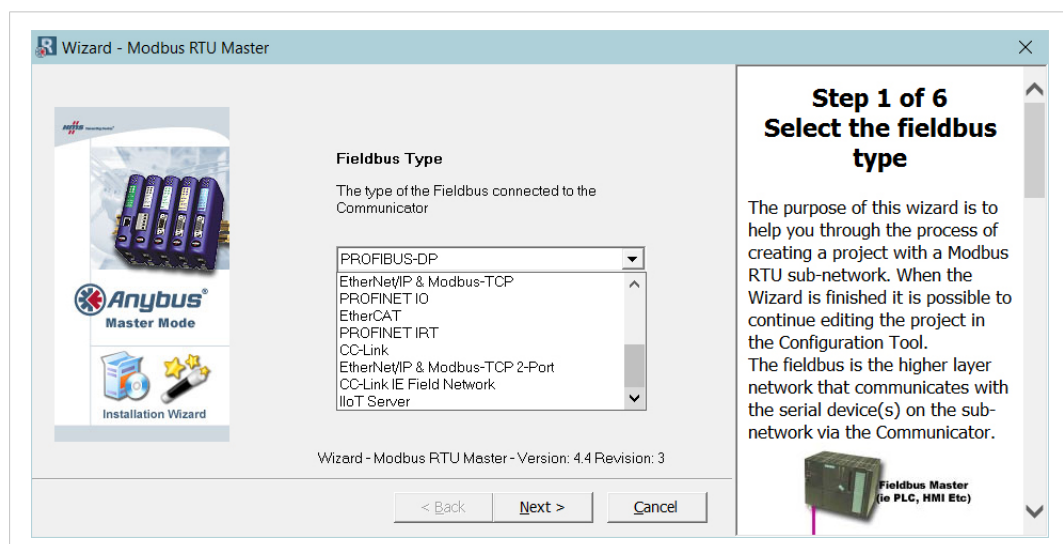 Wizard - Modbus RTU Master
HMS
Anybus®
Master Mode
Installation Wizard
Fieldbus Type
The type of the Fieldbus connected to the
Communicator
PROFIBUS-DP
EtherNet/IP & Modbus-TCP
PROFINET IO
EtherCAT
PROFINET IRT
CC-Link
EtherNet/IP & Modbus-TCP 2-Port
CC-Link IE Field Network
IIoT Server
Wizard - Modbus RTU Master - Version: 4.4 Revision: 3
< Back
Next >
Cancel
Step 1 of 6
Select the fieldbus
type
The purpose of this wizard is to
help you through the process of
creating a project with a Modbus
RTU sub-network. When the
Wizard is finished it is possible to
continue editing the project in
the Configuration Tool.
The fieldbus is the higher layer
network that communicates with
the serial device(s) on the sub-
network via the Communicator.
Fieldbus Master
(ie PLC, HMI Etc)